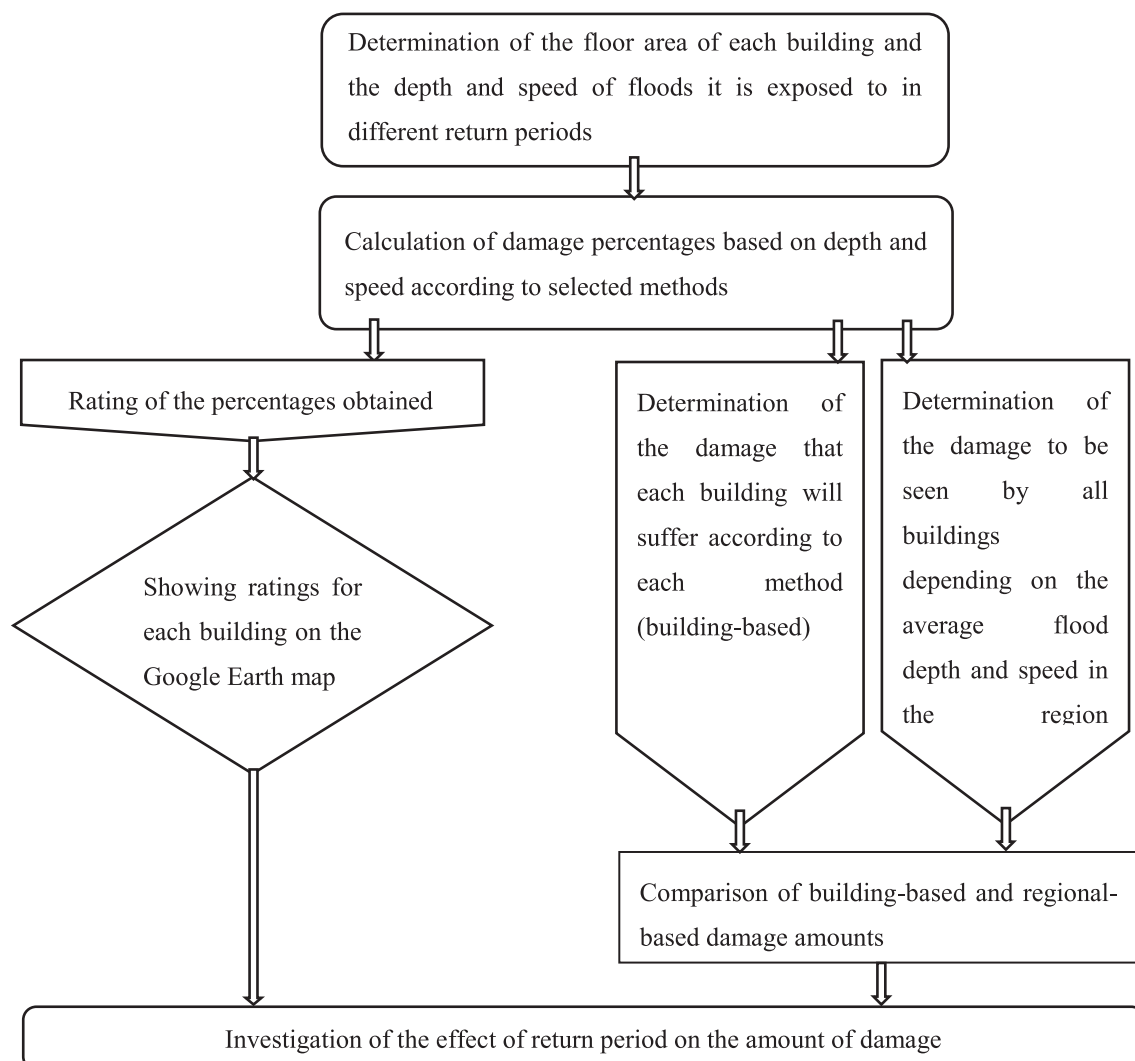 Determination of the floor area of each building and
the depth and speed of floods it is exposed to in
different return periods
Calculation of damage percentages based on depth and
speed according to selected methods
Rating of the percentages obtained
Showing ratings for
each building on the
Google Earth map
Determination of
the damage that
each building will
suffer according to
each method
(building-based)
Determination of
the damage to be
seen by all
buildings
depending on the
average flood
depth and speed in
the region
Comparison of building-based and regional-
based damage amounts
Investigation of the effect of return period on the amount of damage